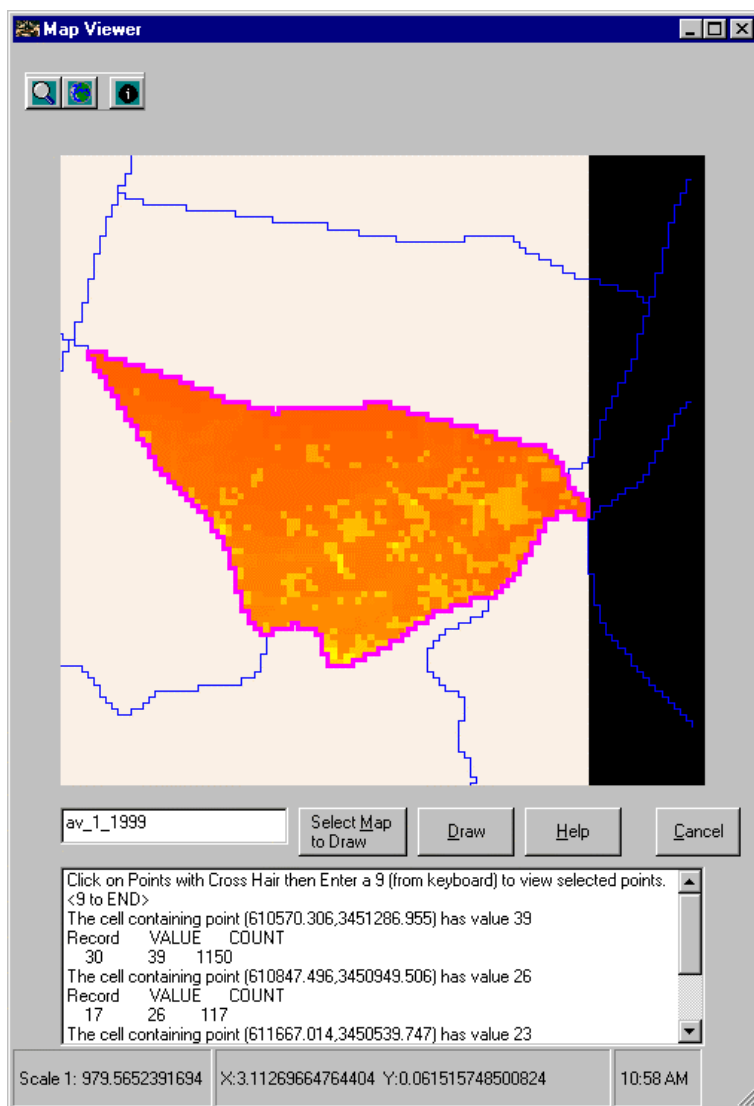 Map Viewer
av_1_1999
Select Map
to Draw
Draw
Help
Cancel
Click on Points with Cross Hair then Enter a 9 (from keyboard) to view selected points.
<9 to END>
The cell containing point (610570.306,3451286.955) has value 39
Record VALUE COUNT
30 39 1150
The cell containing point (610847.496,3450949.506) has value 26
Record VALUE COUNT
17 26 117
The cell containing point (611667.014,3450539.747) has value 23
Scale 1: 979.5652391694
X:3.11269664764404 Y:0.061515748500824
10:58 AM